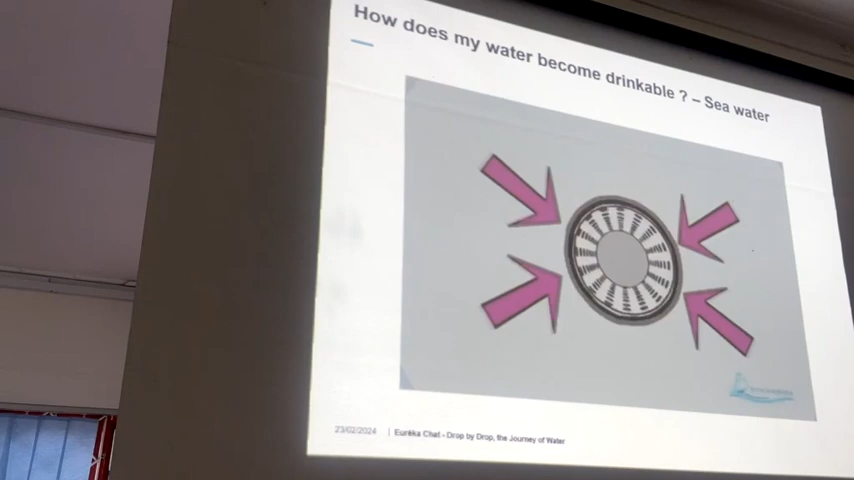 How does my water become drinkable ? – Sea water
23/02/2024 | Eurêka Chat - Drop by Drop, the Journey of Water